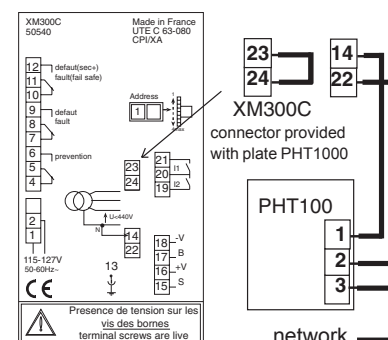 XM300C
50540
Made in France
UTE C 63-080
CPI/XA
12
11
10
defaut(sec+)
fault(fail safe)
9
8
7
defaut
fault
6
5
4
prevention
Address
1
1
23
24
21
20
19
I1
I2
U<440V
N
14
22
2
1
115-127V
50-60Hz~
13
18 -V
17 B
16 +V
15 S
CE
Presence de tension sur les
vis des bornes
terminal screws are live
23
24
XM300C
connector provided
with plate PHT1000
14
22
PHT100
1
2
3
network